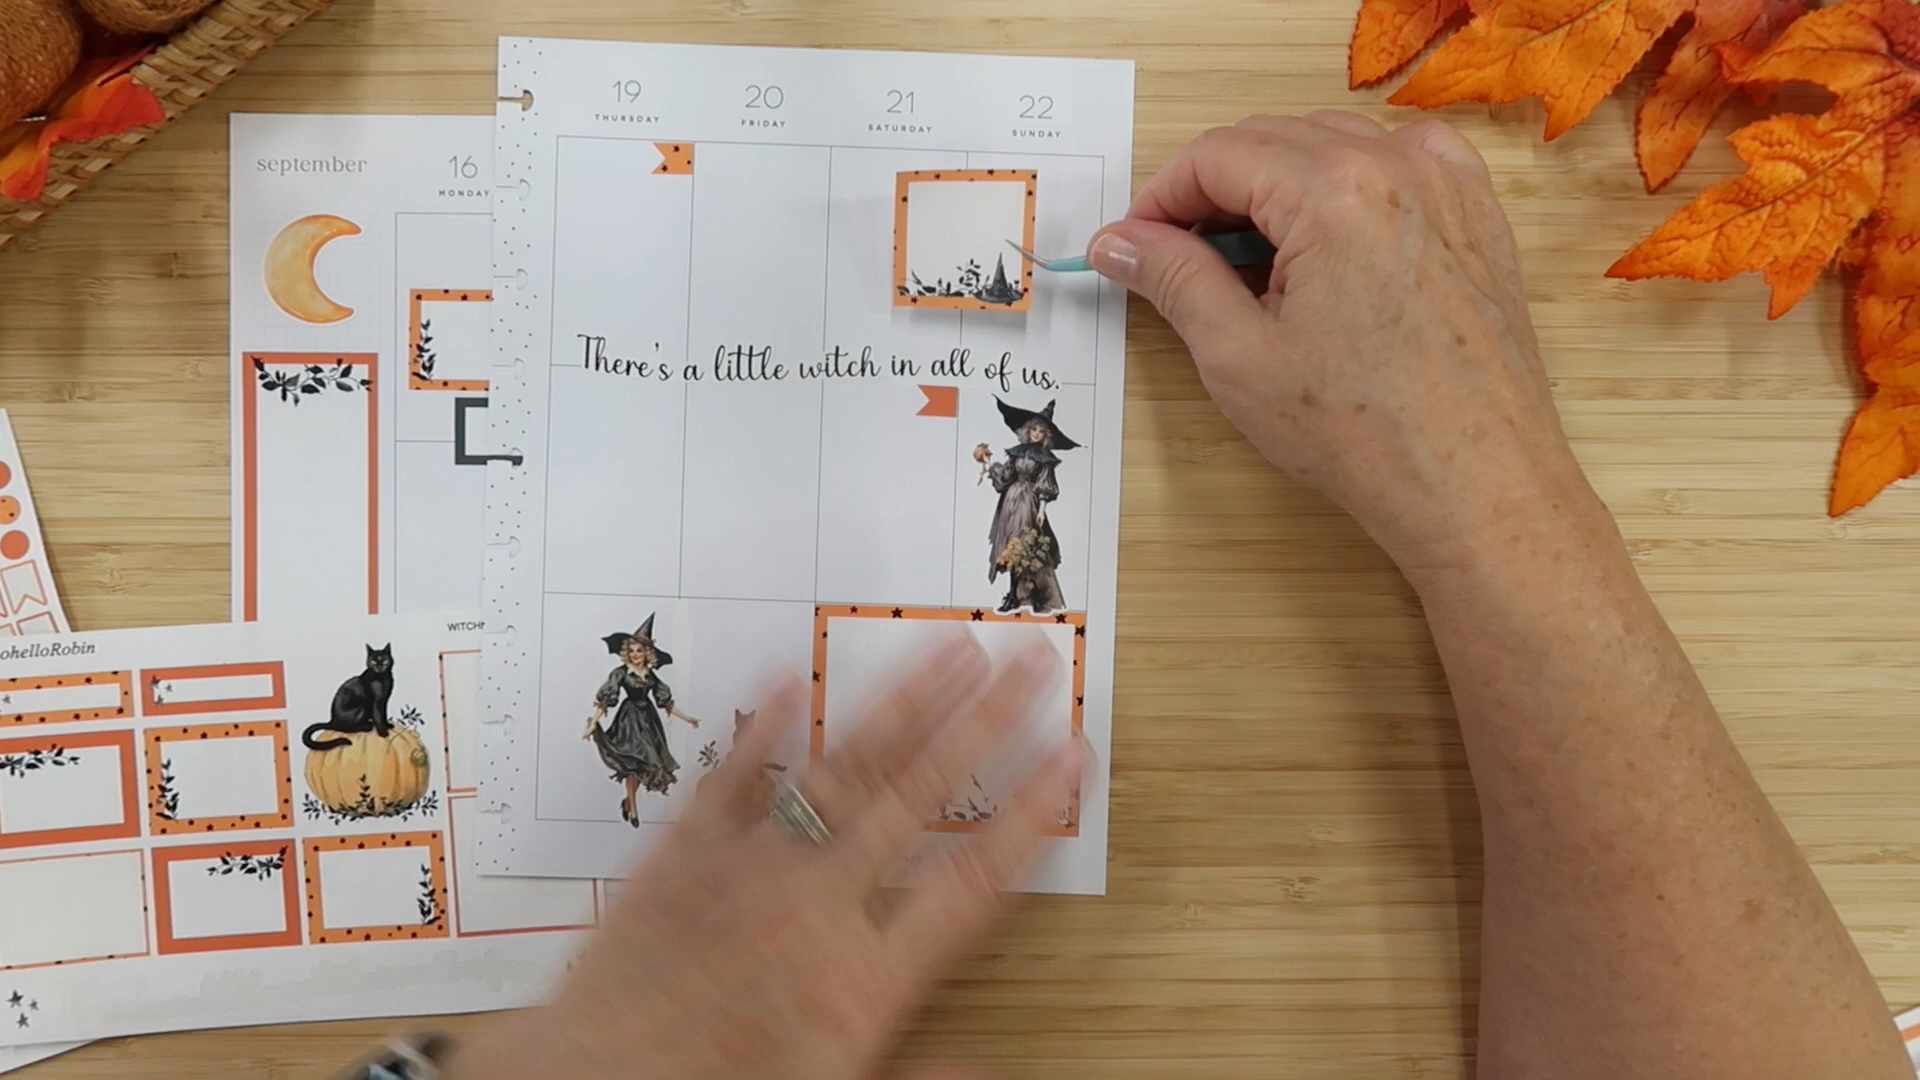 september
16
MONDAY
19
THURSDAY
20
FRIDAY
21
SATURDAY
22
SUNDAY
There's a little witch in all of us.
ohelloRobin